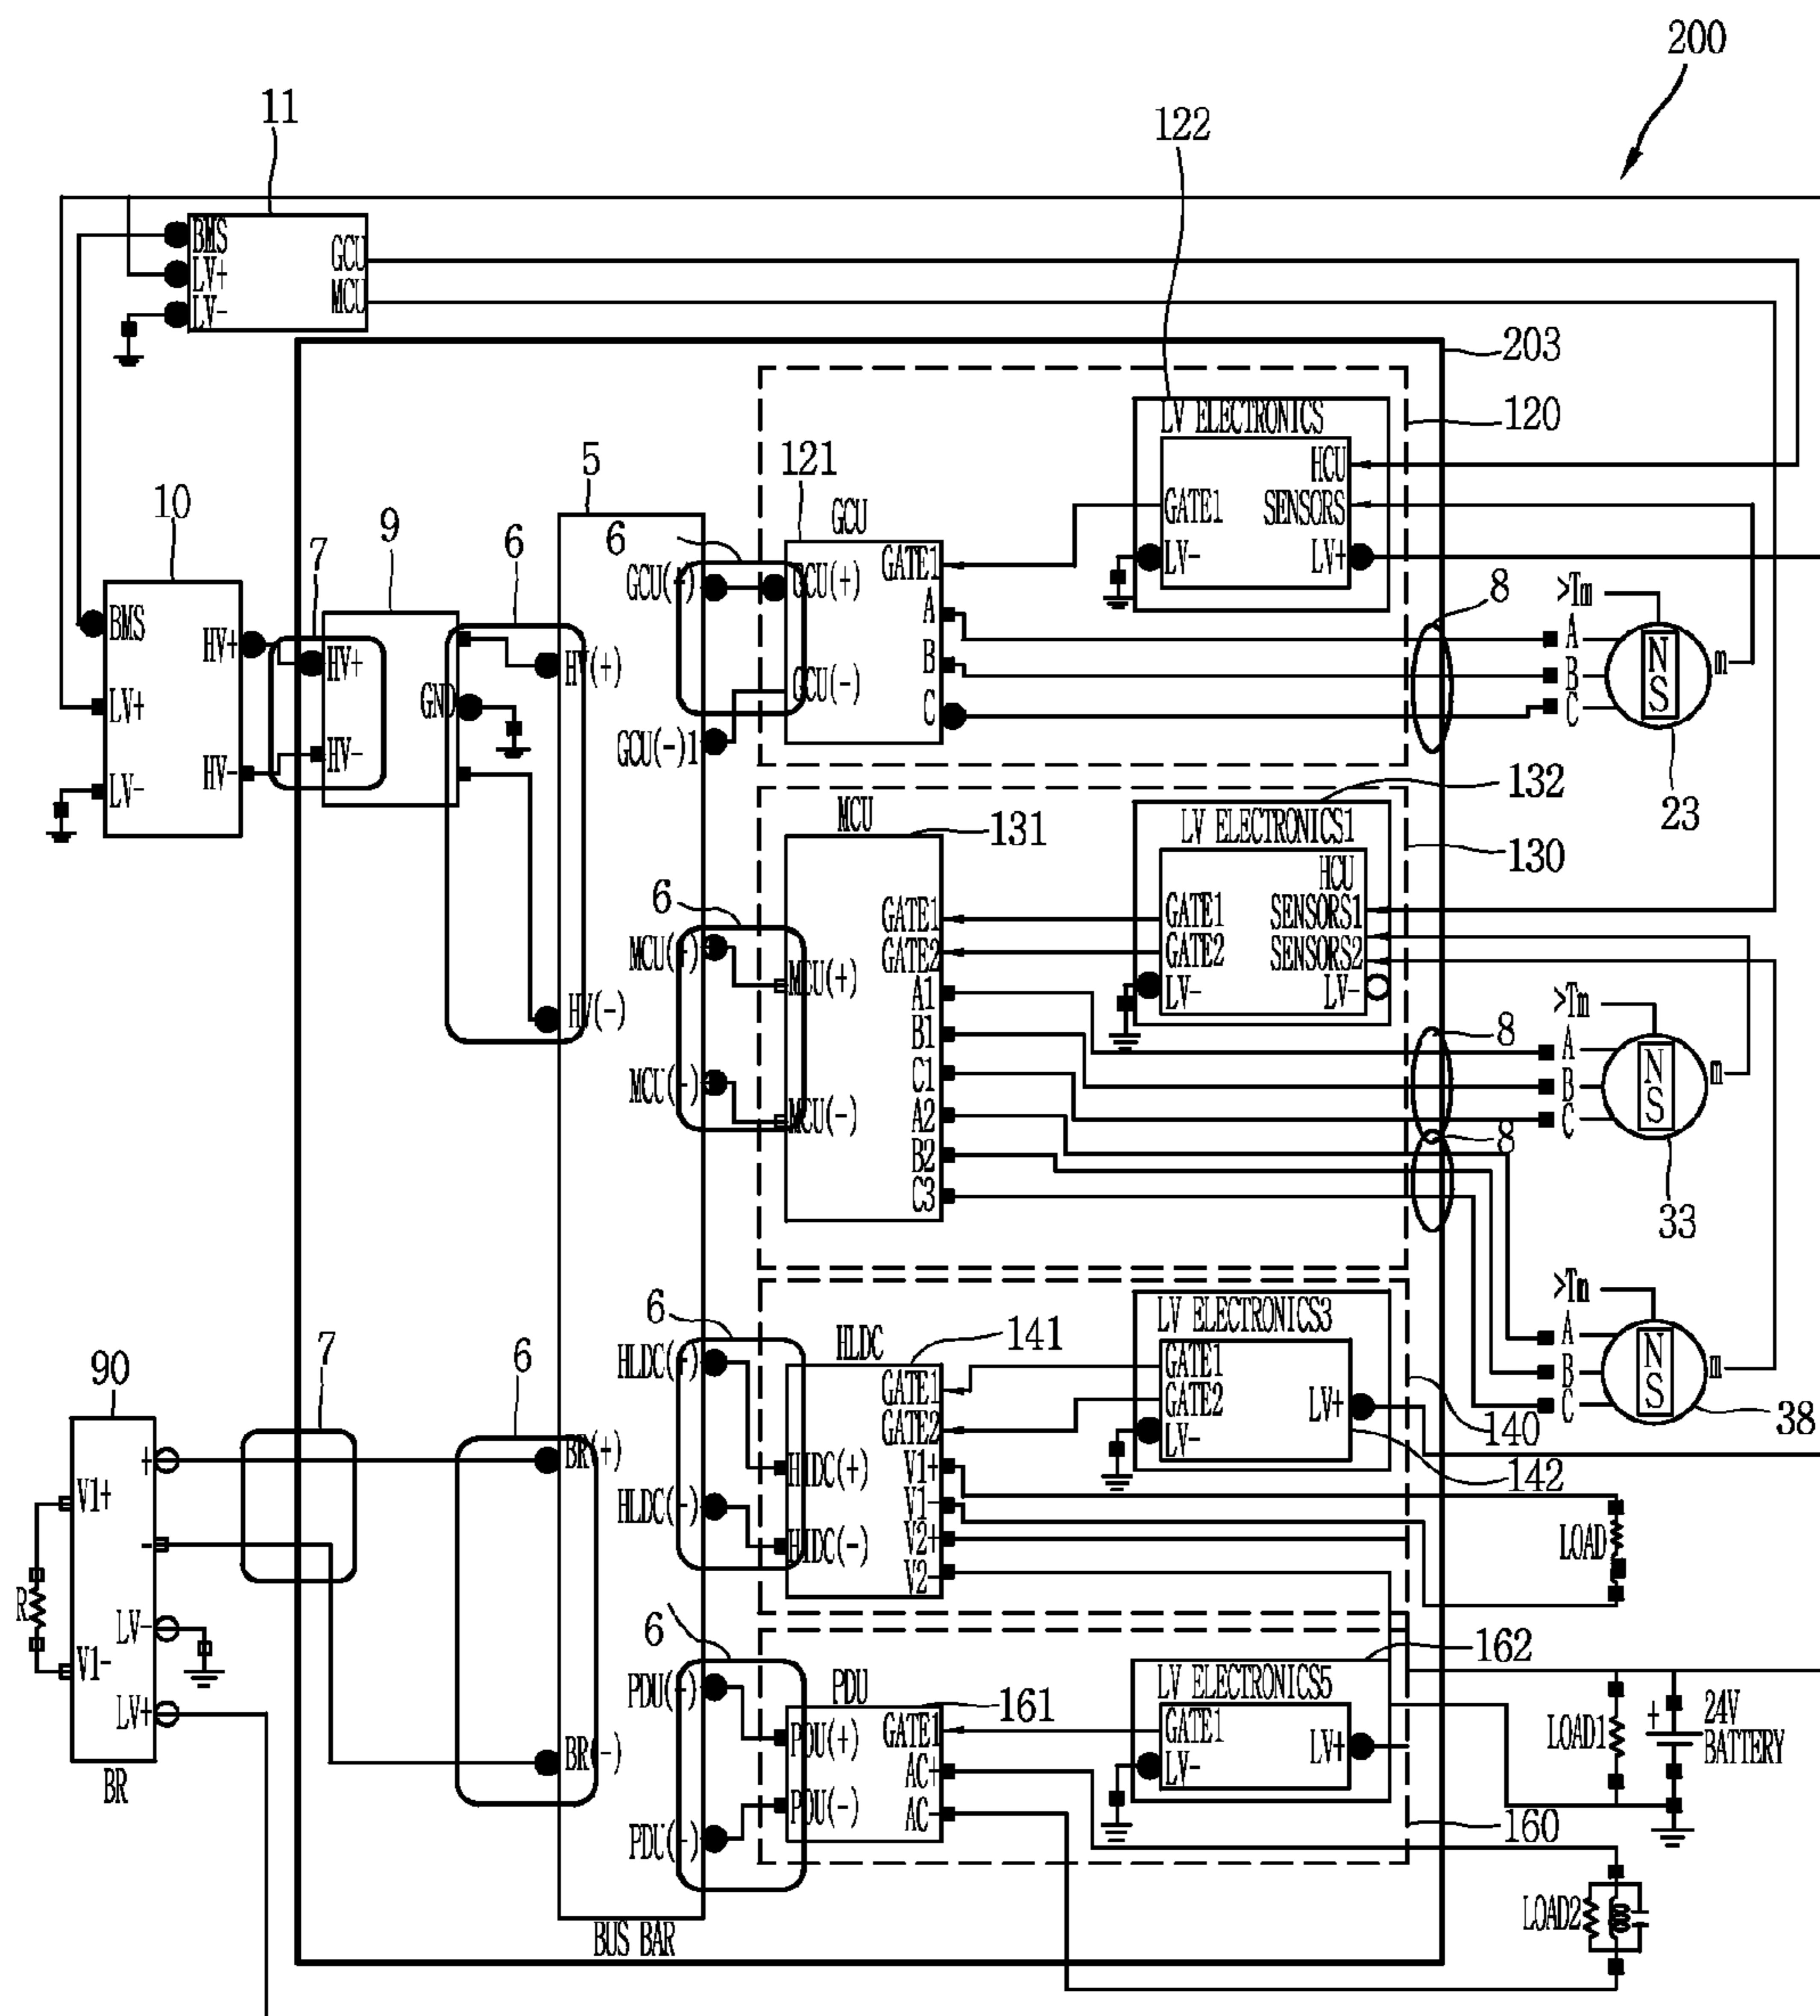 200
11
122
BMS
LV+
LV-
GCU
MCU
203
LV ELECTRONICS
120
HCU
GATE1
SENSORS
LV-
LV+
5
121
GCU
10
9
6
6
7
GCU(+)
GCU(+)
GATE1
A
B
C
GCU(-)
GCU(-)1
8
>Tm
A
B
C
N
S
m
23
BMS
HV+
LV+
HV-
LV-
HV+
GND
HV-
HV(+)
HV(-)
132
MCU
131
LV ELECTRONICS1
130
HCU
GATE1
SENSORS1
GATE2
SENSORS2
LV-
LV-
6
MCU(+)
MCU(+)
MCU(-)
MCU(-)
GATE1
GATE2
A1
B1
C1
A2
B2
C3
8
8
>Tm
A
B
C
N
S
m
33
>Tm
A
B
C
N
S
m
38
6
HLDC
141
LV ELECTRONICS3
GATE1
GATE2
LV-
LV+
140
142
HLDC(+)
HLDC(+)
HLDC(-)
HLDC(-)
GATE1
GATE2
V1+
V1-
V2+
V2-
LOAD
90
7
6
+
V1+
-
R
LV-
V1-
LV+
BR
BR(+)
BR(-)
6
162
PDU
161
LV ELECTRONICS5
GATE1
LV-
LV+
PDU(+)
PDU(+)
PDU(-)
PDU(-)
GATE1
AC+
AC-
160
LOAD1
+
24V
BATTERY
LOAD2
BUS BAR